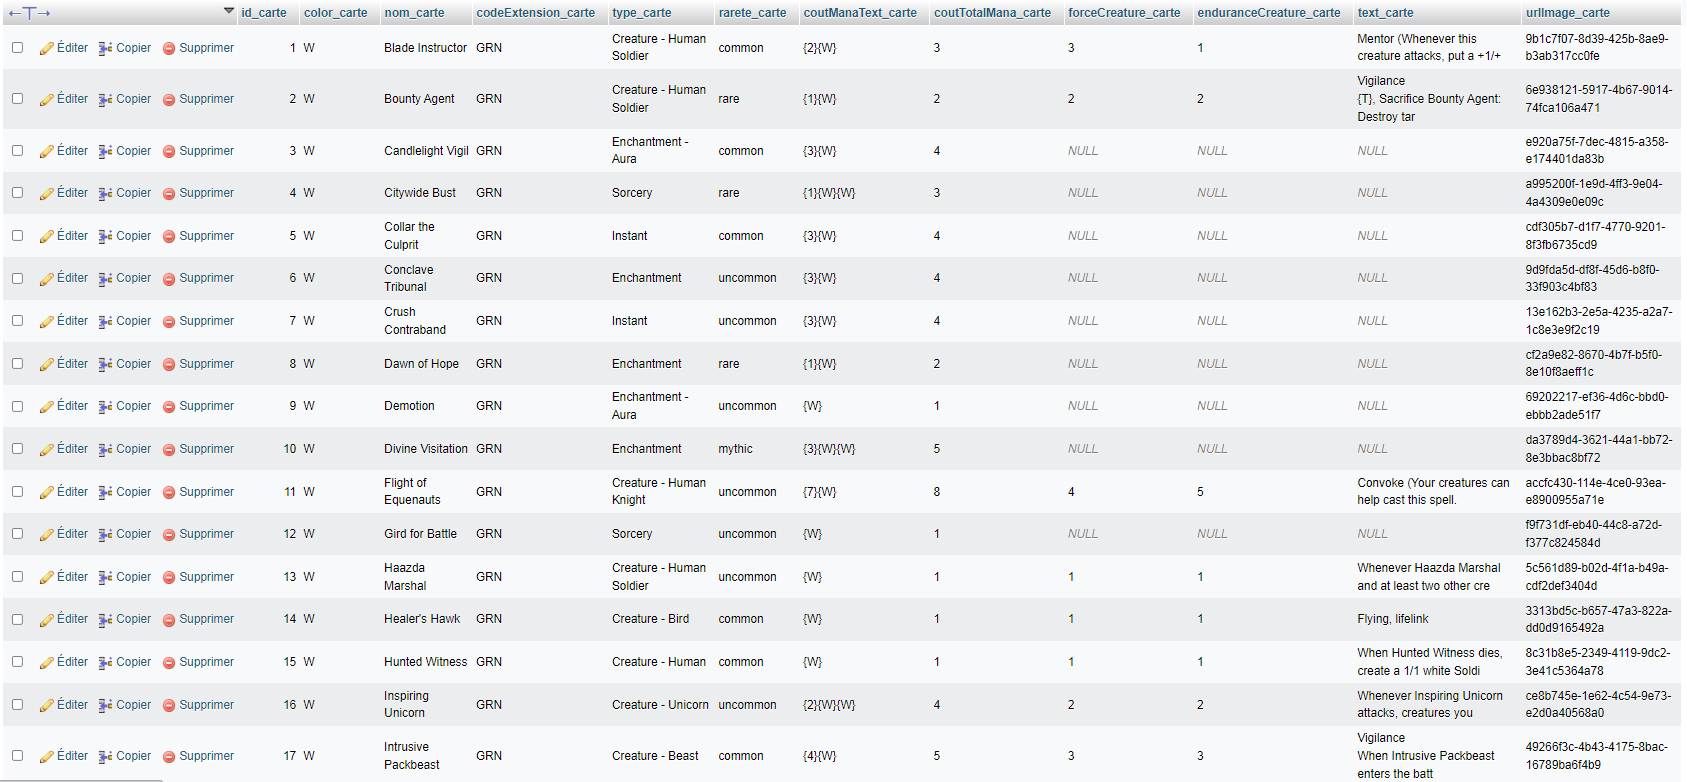 id_carte color_carte nom_carte codeExtension_carte type_carte rarete_carte coutManaText_carte coutTotalMana_carte forceCreature_carte enduranceCreature_carte text_carte urlImage_carte
Éditer Copier Supprimer 1 W Blade Instructor GRN Creature - Human Soldier common {2}{W} 3 3 1 Mentor (Whenever this creature attacks, put a +1/+ 9b1c7f07-8d39-425b-8ae9-b3ab317cc0fe
Éditer Copier Supprimer 2 W Bounty Agent GRN Creature - Human Soldier rare {1}{W} 2 2 2 Vigilance {T}, Sacrifice Bounty Agent: Destroy tar 6e938121-5917-4b67-9014-74fca106a471
Éditer Copier Supprimer 3 W Candlelight Vigil GRN Enchantment - Aura common {3}{W} 4 NULL NULL NULL e920a75f-7dec-4815-a358-e174401da83b
Éditer Copier Supprimer 4 W Citywide Bust GRN Sorcery rare {1}{W}{W} 3 NULL NULL NULL a995200f-1e9d-4ff3-9e04-4a4309e0e09c
Éditer Copier Supprimer 5 W Collar the Culprit GRN Instant common {3}{W} 4 NULL NULL NULL cdf305b7-d1f7-4770-9201-8f3fb6735cd9
Éditer Copier Supprimer 6 W Conclave Tribunal GRN Enchantment uncommon {3}{W} 4 NULL NULL NULL 9d9fda5d-df8f-45d6-b8f0-33f903c4bf83
Éditer Copier Supprimer 7 W Crush Contraband GRN Instant uncommon {3}{W} 4 NULL NULL NULL 13e162b3-2e5a-4235-a2a7-1c8e3e9f2c19
Éditer Copier Supprimer 8 W Dawn of Hope GRN Enchantment rare {1}{W} 2 NULL NULL NULL cf2a9e82-8670-4b7f-b5f0-8e10f8aeff1c
Éditer Copier Supprimer 9 W Demotion GRN Enchantment - Aura uncommon {W} 1 NULL NULL NULL 69202217-ef36-4d6c-bbd0-ebbb2ade51f7
Éditer Copier Supprimer 10 W Divine Visitation GRN Enchantment mythic {3}{W}{W} 5 NULL NULL NULL da3789d4-3621-44a1-bb72-8e3bbac8bf72
Éditer Copier Supprimer 11 W Flight of Equenauts GRN Creature - Human Knight uncommon {7}{W} 8 4 5 Convoke (Your creatures can help cast this spell. accfc430-114e-4ce0-93ea-e8900955a71e
Éditer Copier Supprimer 12 W Gird for Battle GRN Sorcery uncommon {W} 1 NULL NULL NULL f9f731df-eb40-44c8-a72d-f377c824584d
Éditer Copier Supprimer 13 W Haazda Marshal GRN Creature - Human Soldier uncommon {W} 1 1 1 Whenever Haazda Marshal and at least two other cre 5c561d89-b02d-4f1a-b49a-cdf2def3404d
Éditer Copier Supprimer 14 W Healer's Hawk GRN Creature - Bird common {W} 1 1 1 Flying, lifelink 3313bd5c-b657-47a3-822a-dd0d9165492a
Éditer Copier Supprimer 15 W Hunted Witness GRN Creature - Human common {W} 1 1 1 When Hunted Witness dies, create a 1/1 white Soldi 8c31b8e5-2349-4119-9dc2-3e41c5364a78
Éditer Copier Supprimer 16 W Inspiring Unicorn GRN Creature - Unicorn uncommon {2}{W}{W} 4 2 2 Whenever Inspiring Unicorn attacks, creatures you ce8b745e-1e62-4c54-9e73-e2d0a40568a0
Éditer Copier Supprimer 17 W Intrusive Packbeast GRN Creature - Beast common {4}{W} 5 3 3 Vigilance When Intrusive Packbeast enters the batt 49266f3c-4b43-4175-8bac-16789ba6f4b9